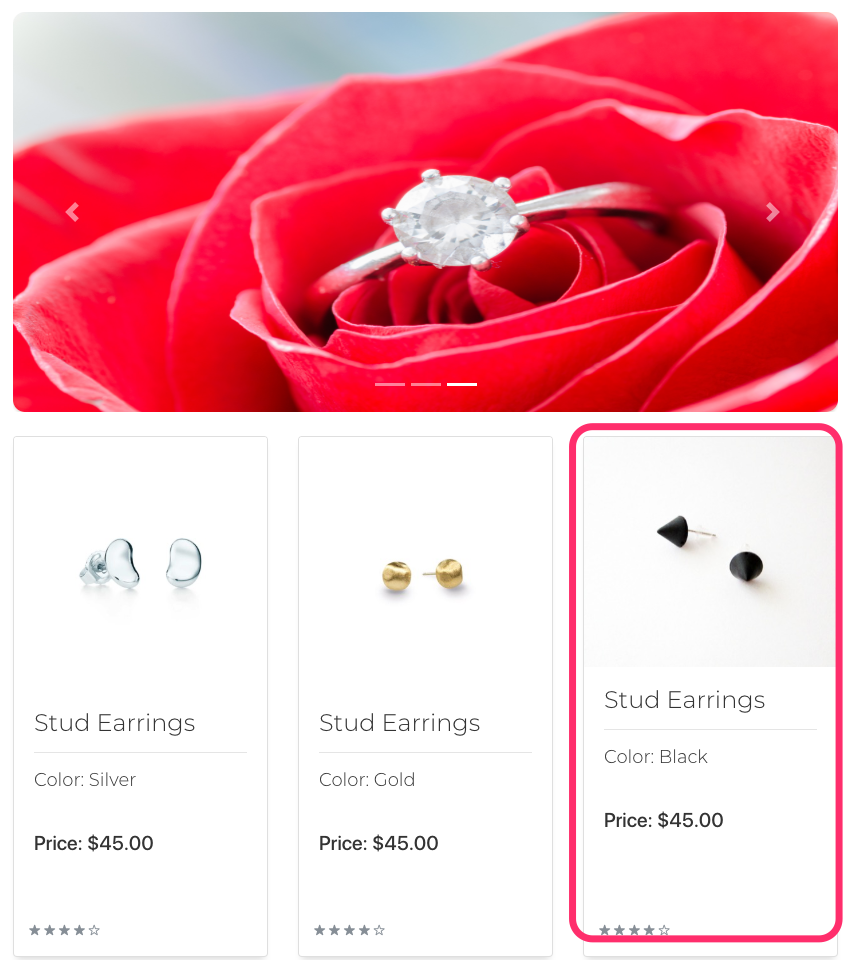 Stud Earrings
Color: Silver
Price: $45.00
Stud Earrings
Color: Gold
Price: $45.00
Stud Earrings
Color: Black
Price: $45.00